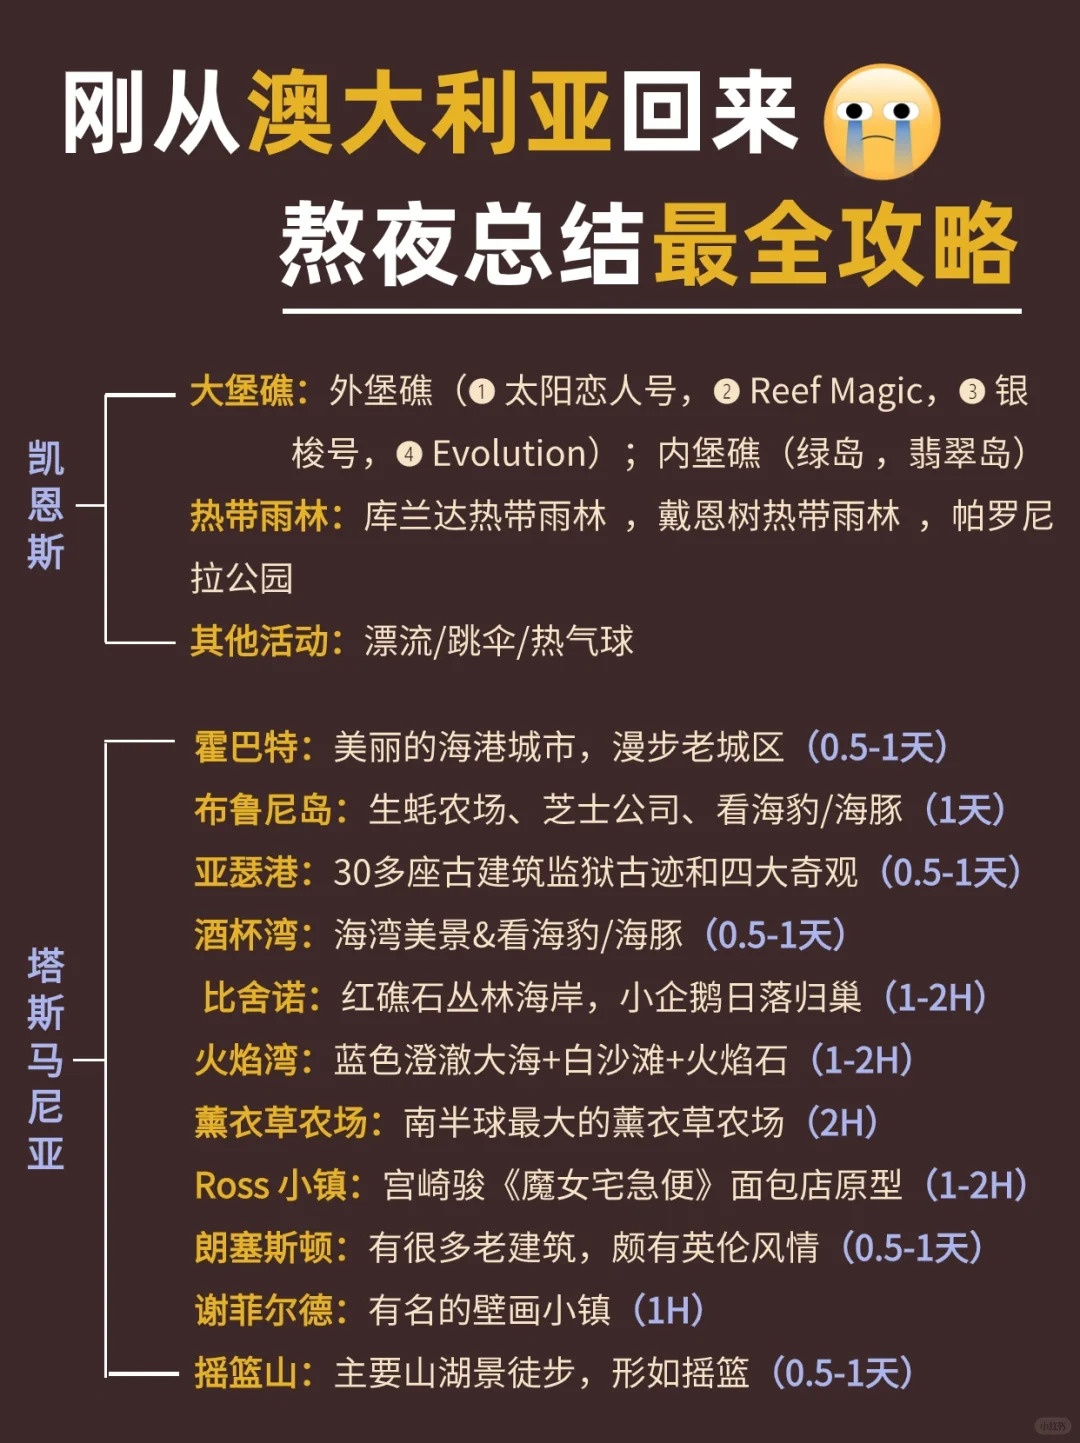 刚从澳大利亚回来
熬夜总结最全攻略
凯恩斯
大堡礁：外堡礁（❶ 太阳恋人号，❷ Reef Magic，❸ 银
梭号，❹ Evolution）；内堡礁（绿岛 ，翡翠岛）
热带雨林：库兰达热带雨林 ，戴恩树热带雨林 ，帕罗尼
拉公园
其他活动：漂流/跳伞/热气球
塔斯马尼亚
霍巴特：美丽的海港城市，漫步老城区（0.5-1天）
布鲁尼岛：生蚝农场、芝士公司、看海豹/海豚（1天）
亚瑟港：30多座古建筑监狱古迹和四大奇观（0.5-1天）
酒杯湾：海湾美景&看海豹/海豚（0.5-1天）
比舍诺：红礁石丛林海岸，小企鹅日落归巢（1-2H）
火焰湾：蓝色澄澈大海+白沙滩+火焰石（1-2H）
薰衣草农场：南半球最大的薰衣草农场（2H）
Ross 小镇：宫崎骏《魔女宅急便》面包店原型（1-2H）
朗塞斯顿：有很多老建筑，颇有英伦风情（0.5-1天）
谢菲尔德：有名的壁画小镇（1H）
摇篮山：主要山湖景徒步，形如摇篮（0.5-1天）
小红书